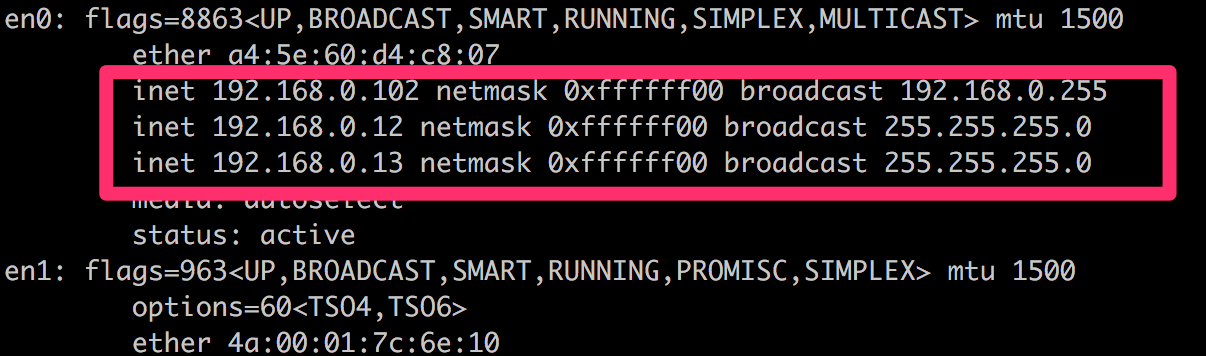 en0: flags=8863<UP,BROADCAST,SMART,RUNNING,SIMPLEX,MULTICAST> mtu 1500
ether a4:5e:60:d4:c8:07
inet 192.168.0.102 netmask 0xffffff00 broadcast 192.168.0.255
inet 192.168.0.12 netmask 0xffffff00 broadcast 255.255.255.0
inet 192.168.0.13 netmask 0xffffff00 broadcast 255.255.255.0
media: autoselect
status: active
en1: flags=963<UP,BROADCAST,SMART,RUNNING,PROMISC,SIMPLEX> mtu 1500
options=60<TSO4,TSO6>
ether 4a:00:01:7c:6e:10